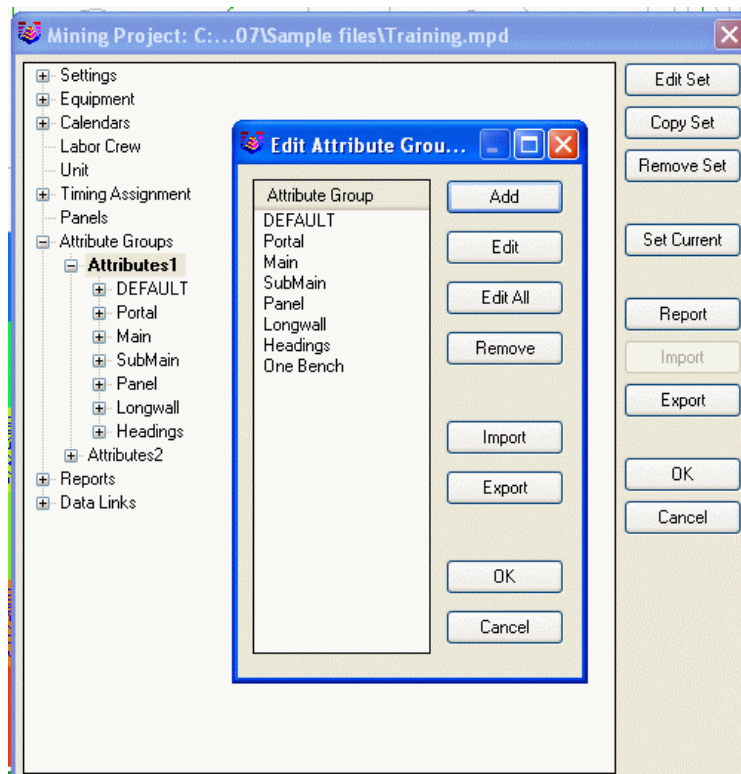 Mining Project: C:...07\Sample files\Training.mpd
Settings
Equipment
Calendars
Labor Crew
Unit
Timing Assignment
Panels
Attribute Groups
Attributes1
DEFAULT
Portal
Main
SubMain
Panel
Longwall
Headings
Attributes2
Reports
Data Links
Edit Attribute Grou...
Attribute Group
DEFAULT
Portal
Main
SubMain
Panel
Longwall
Headings
One Bench
Add
Edit
Edit All
Remove
Import
Export
OK
Cancel
Edit Set
Copy Set
Remove Set
Set Current
Report
Import
Export
OK
Cancel